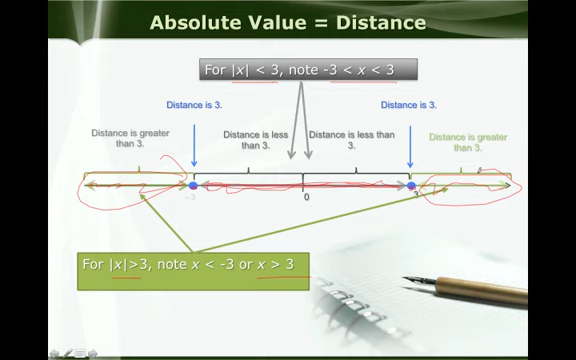 Absolute Value = Distance
For |x| < 3, note -3 < x < 3
Distance is 3.
Distance is 3.
Distance is greater than 3.
Distance is less than 3.
Distance is less than 3.
Distance is greater than 3.
-3
0
3
For |x|>3, note x < -3 or x > 3